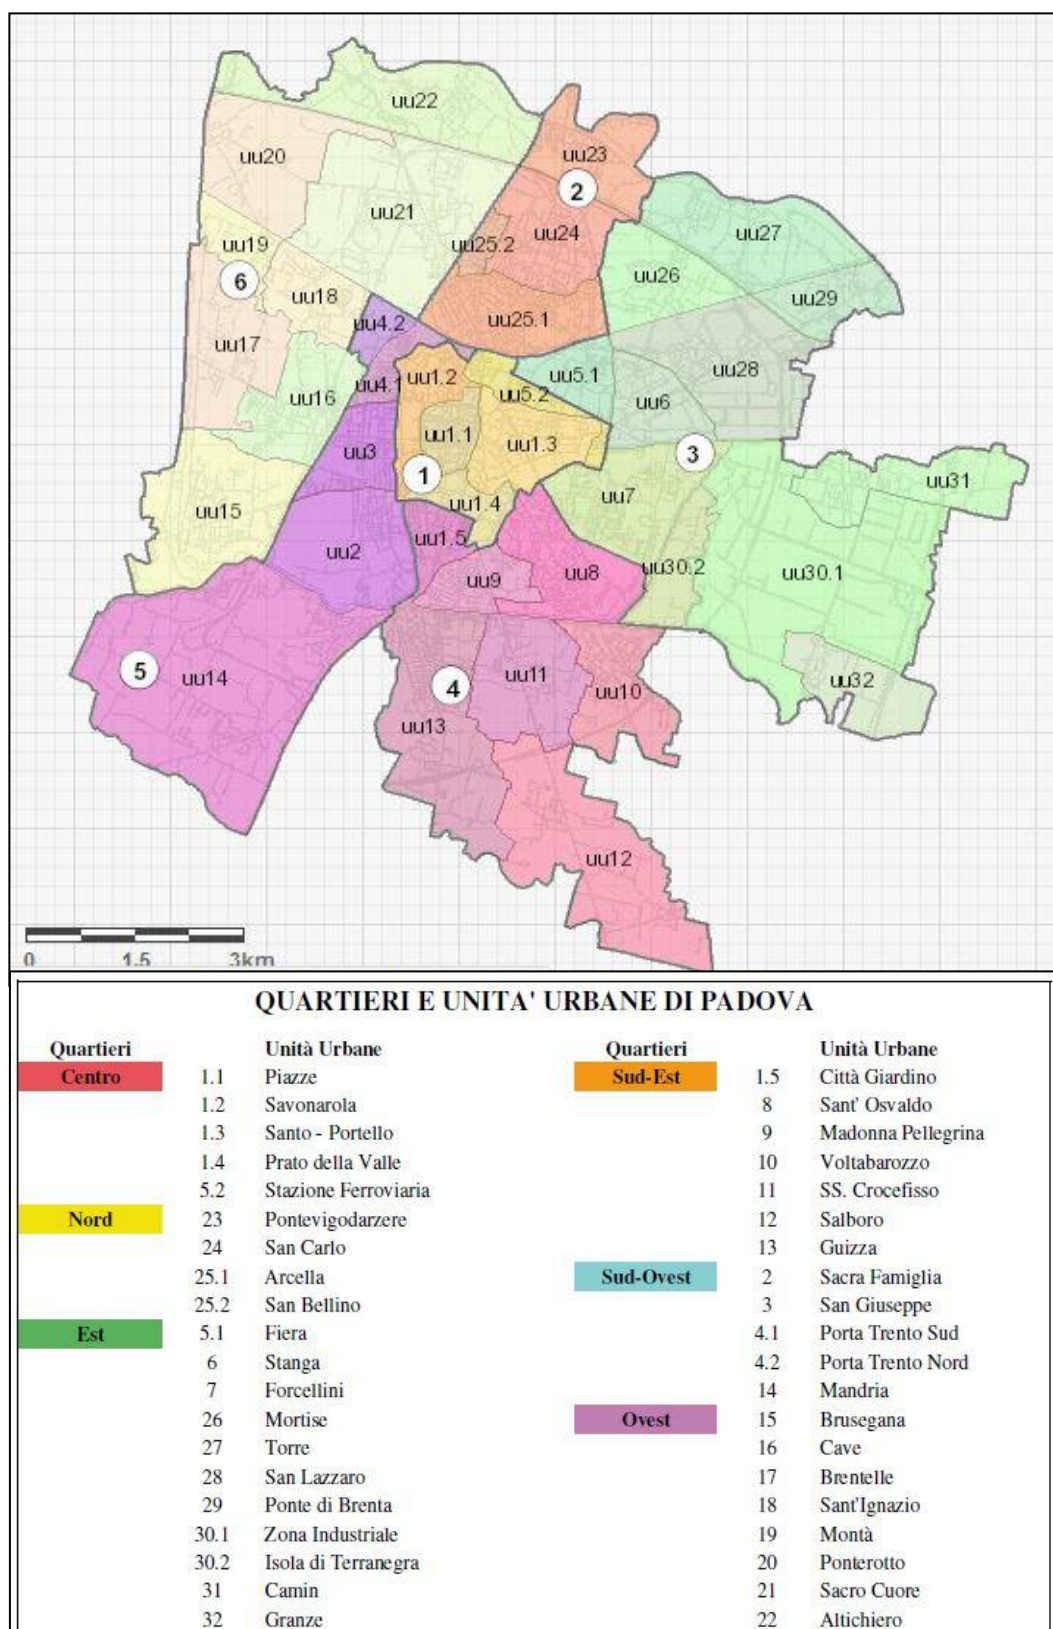 uu22
uu20
uu23
2
uu21
uu24
uu27
uu19
uu25.2
uu26
6
uu18
uu29
uu4.2
uu25.1
uu17
uu28
uu4.1
uu1.2
uu5.1
uu16
uu5.2
uu6
uu1.1
uu1.3
uu3
3
1
uu31
uu7
uu15
uu1.4
uu1.5
uu2
uu9
uu8
uu30.2
uu30.1
5
uu14
uu11
uu32
4
uu10
uu13
uu12
0 1.5 3km
QUARTIERI E UNITA' URBANE DI PADOVA
Quartieri Unità Urbane Quartieri Unità Urbane
Centro 1.1 Piazze Sud-Est 1.5 Città Giardino
1.2 Savonarola 8 Sant' Osvaldo
1.3 Santo - Portello 9 Madonna Pellegrina
1.4 Prato della Valle 10 Voltabarozzo
5.2 Stazione Ferroviaria 11 SS. Crocefisso
Nord 23 Pontevigodarzere 12 Salboro
24 San Carlo 13 Guizza
25.1 Arcella Sud-Ovest 2 Sacra Famiglia
25.2 San Bellino 3 San Giuseppe
Est 5.1 Fiera 4.1 Porta Trento Sud
6 Stanga 4.2 Porta Trento Nord
7 Forcellini 14 Mandria
26 Mortise Ovest 15 Brusegana
27 Torre 16 Cave
28 San Lazzaro 17 Brentelle
29 Ponte di Brenta 18 Sant'Ignazio
30.1 Zona Industriale 19 Montà
30.2 Isola di Terranegra 20 Ponterotto
31 Camin 21 Sacro Cuore
32 Granze 22 Altichiero